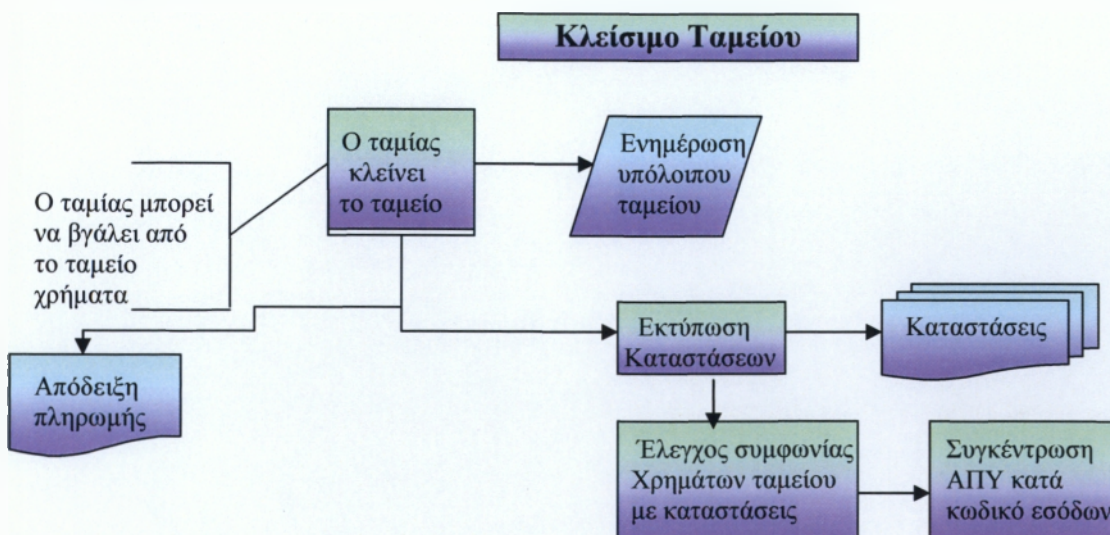 Κλείσιμο Ταμείου
Ο ταμίας
κλείνει
το ταμείο
Ενημέρωση
υπόλοιπου
ταμείου
Ο ταμίας μπορεί
να βγάλει από
το ταμείο
χρήματα
Εκτύπωση
Καταστάσεων
Καταστάσεις
Απόδειξη
πληρωμής
Έλεγχος συμφωνίας
Χρημάτων ταμείου
με καταστάσεις
Συγκέντρωση
ΑΠΥ κατά
κωδικό εσόδων